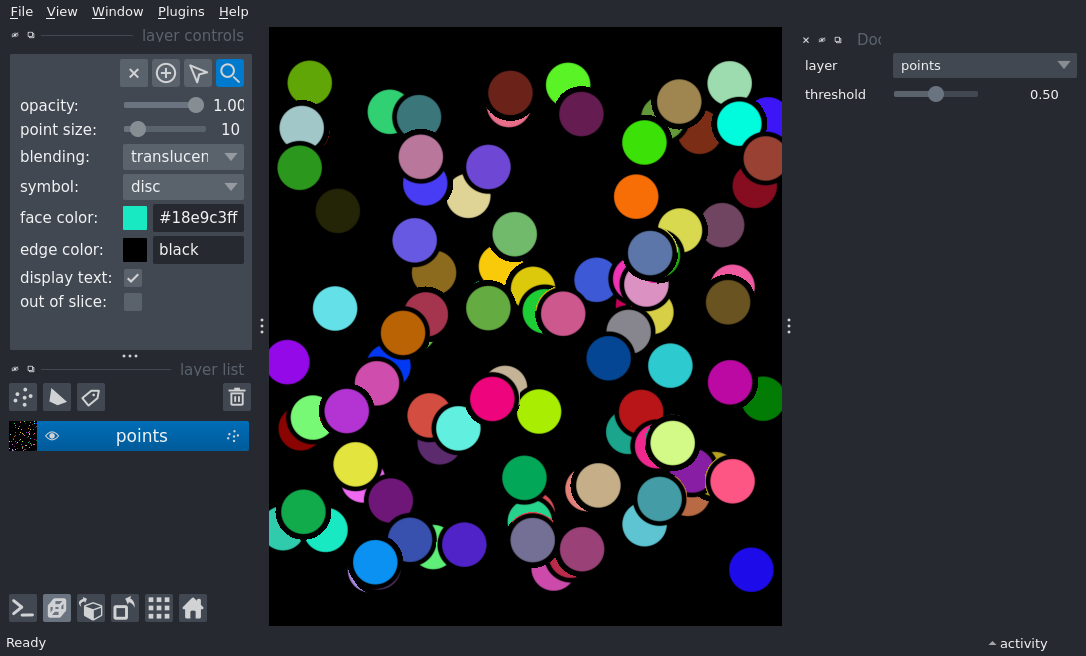 File View Window Plugins Help
layer controls
opacity: 1.00
point size: 10
blending: translucen
symbol: disc
face color: #18e9c3ff
edge color: black
display text:
out of slice:
layer list
points
Ready
Doc
layer points
threshold 0.50
activity